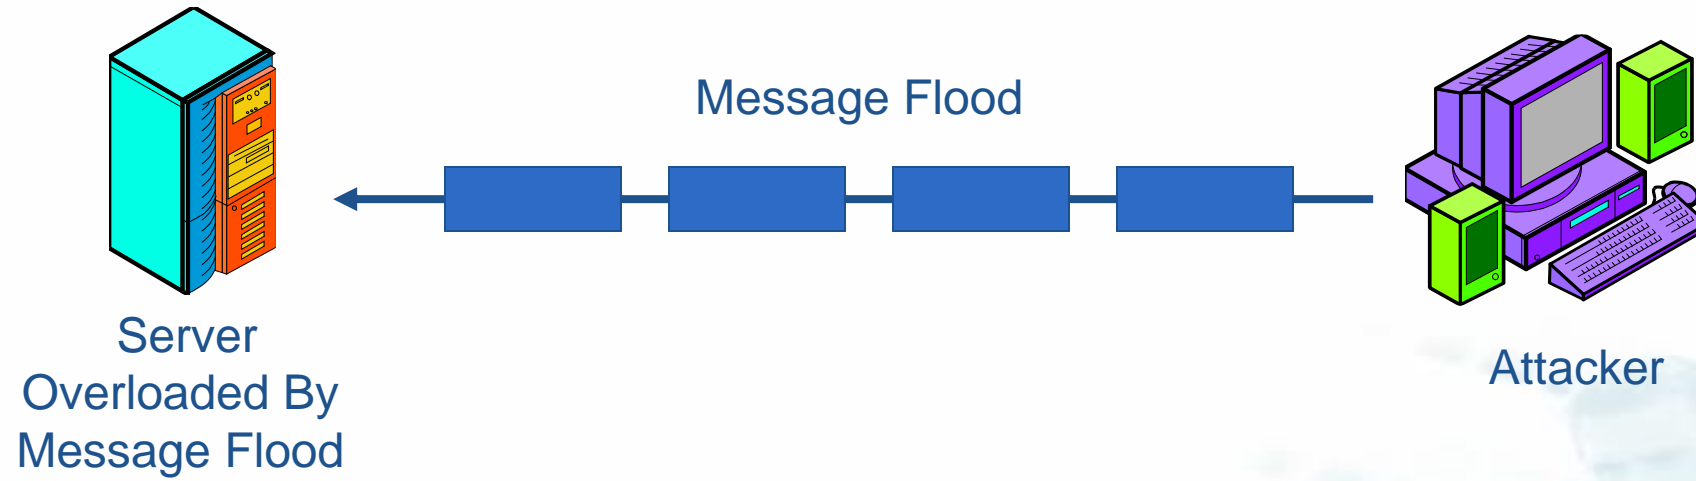 Message Flood
Server
Overloaded By
Message Flood
Attacker